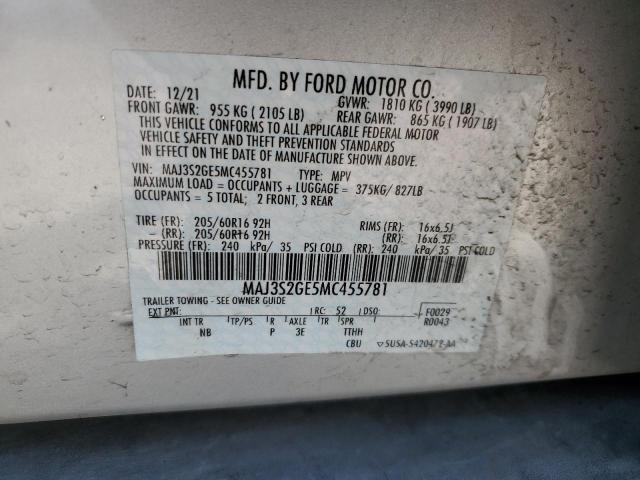 MFD. BY FORD MOTOR CO.
DATE: 12/21 GVWR: 1810 KG ( 3990 LB)
FRONT GAWR: 955 KG ( 2105 LB) REAR GAWR: 865 KG ( 1907 LB)
THIS VEHICLE CONFORMS TO ALL APPLICABLE FEDERAL MOTOR
VEHICLE SAFETY AND THEFT PREVENTION STANDARDS
IN EFFECT ON THE DATE OF MANUFACTURE SHOWN ABOVE.
VIN: MAJ3S2GE5MC455781 TYPE: MPV
MAXIMUM LOAD = OCCUPANTS + LUGGAGE = 375KG/ 827LB
OCCUPANTS = 5 TOTAL; 2 FRONT, 3 REAR
TIRE (FR): 205/60R16 92H RIMS (FR): 16x6.5J
(RR): 205/60R16 92H (RR): 16x6.5J
PRESSURE (FR): 240 kPa/ 35 PSI COLD (RR): 240 kPa/ 35 PSI COLD
MAJ3S2GE5MC455781
TRAILER TOWING - SEE OWNER GUIDE
EXT PNT: RC: 52 DSO: F0029
R0043
INT TR TP/PS R AXLE TR SPR
NB P 3E TTHH
CBU 5USA-S420472-AA